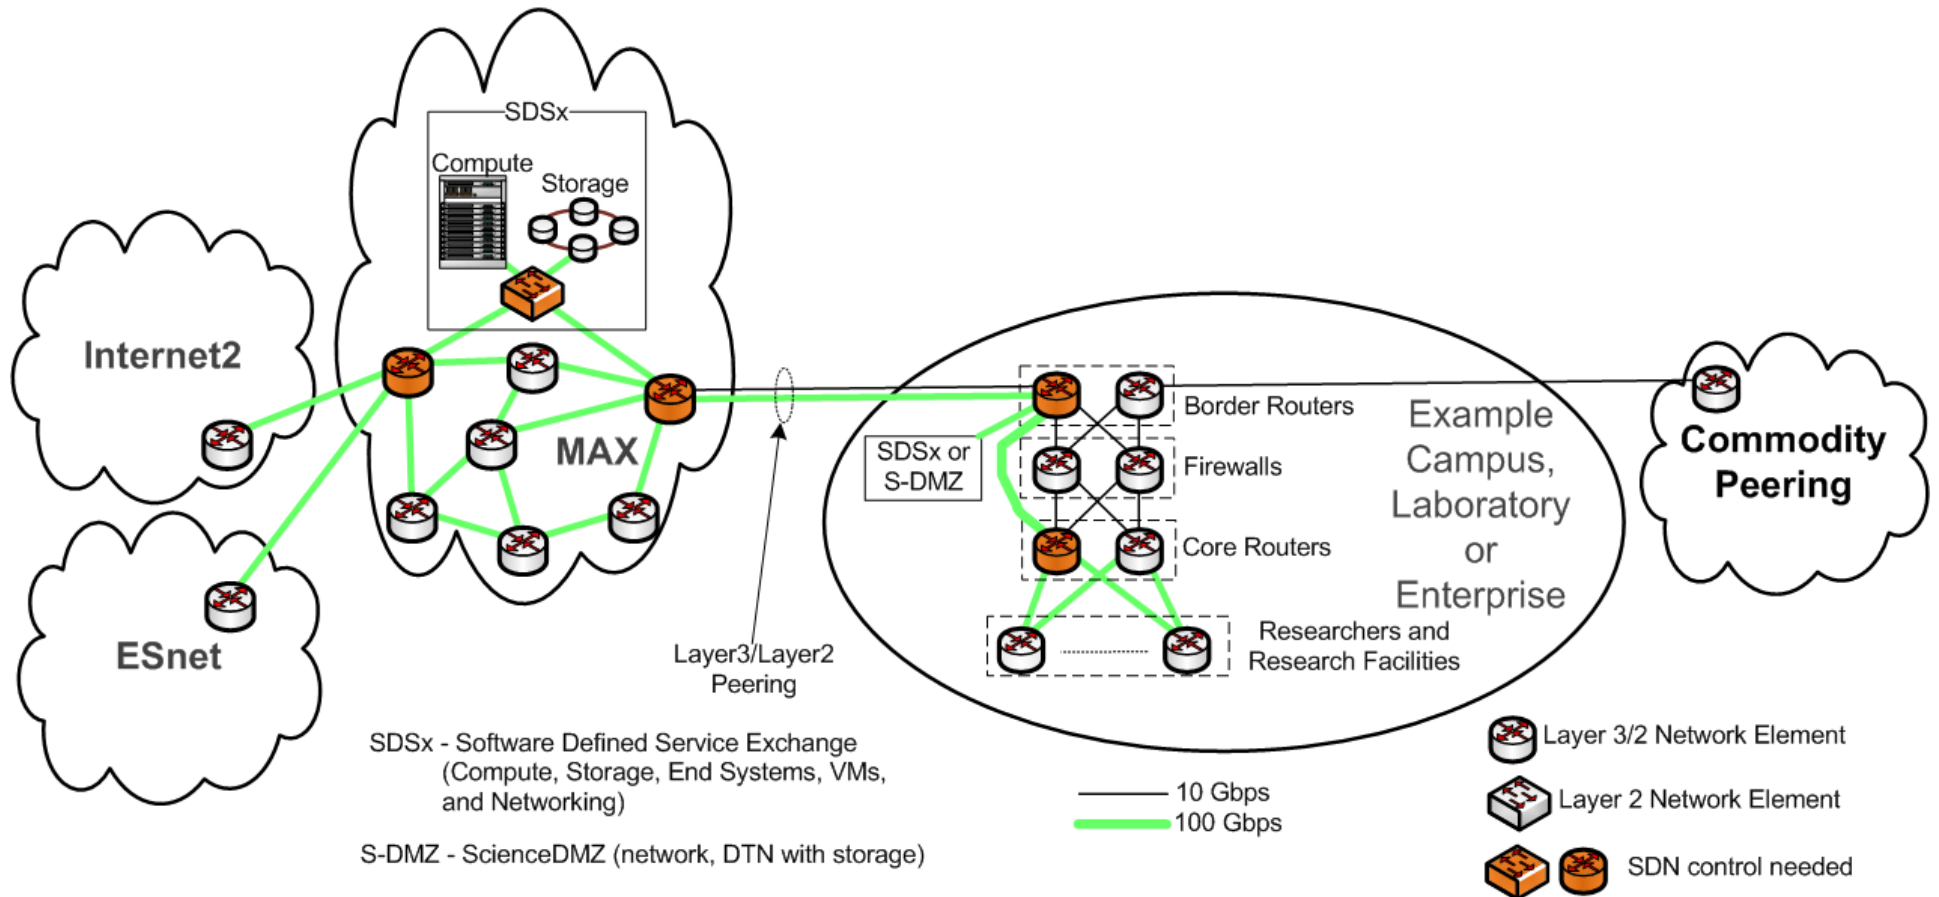 SDSx
Compute
Storage
Internet2
MAX
ESnet
Layer3/Layer2
Peering
SDSx or
S-DMZ
Border Routers
Firewalls
Core Routers
Researchers and
Research Facilities
Example
Campus,
Laboratory
or
Enterprise
Commodity
Peering
SDSx - Software Defined Service Exchange
(Compute, Storage, End Systems, VMs,
and Networking)
S-DMZ - ScienceDMZ (network, DTN with storage)
10 Gbps
100 Gbps
Layer 3/2 Network Element
Layer 2 Network Element
SDN control needed